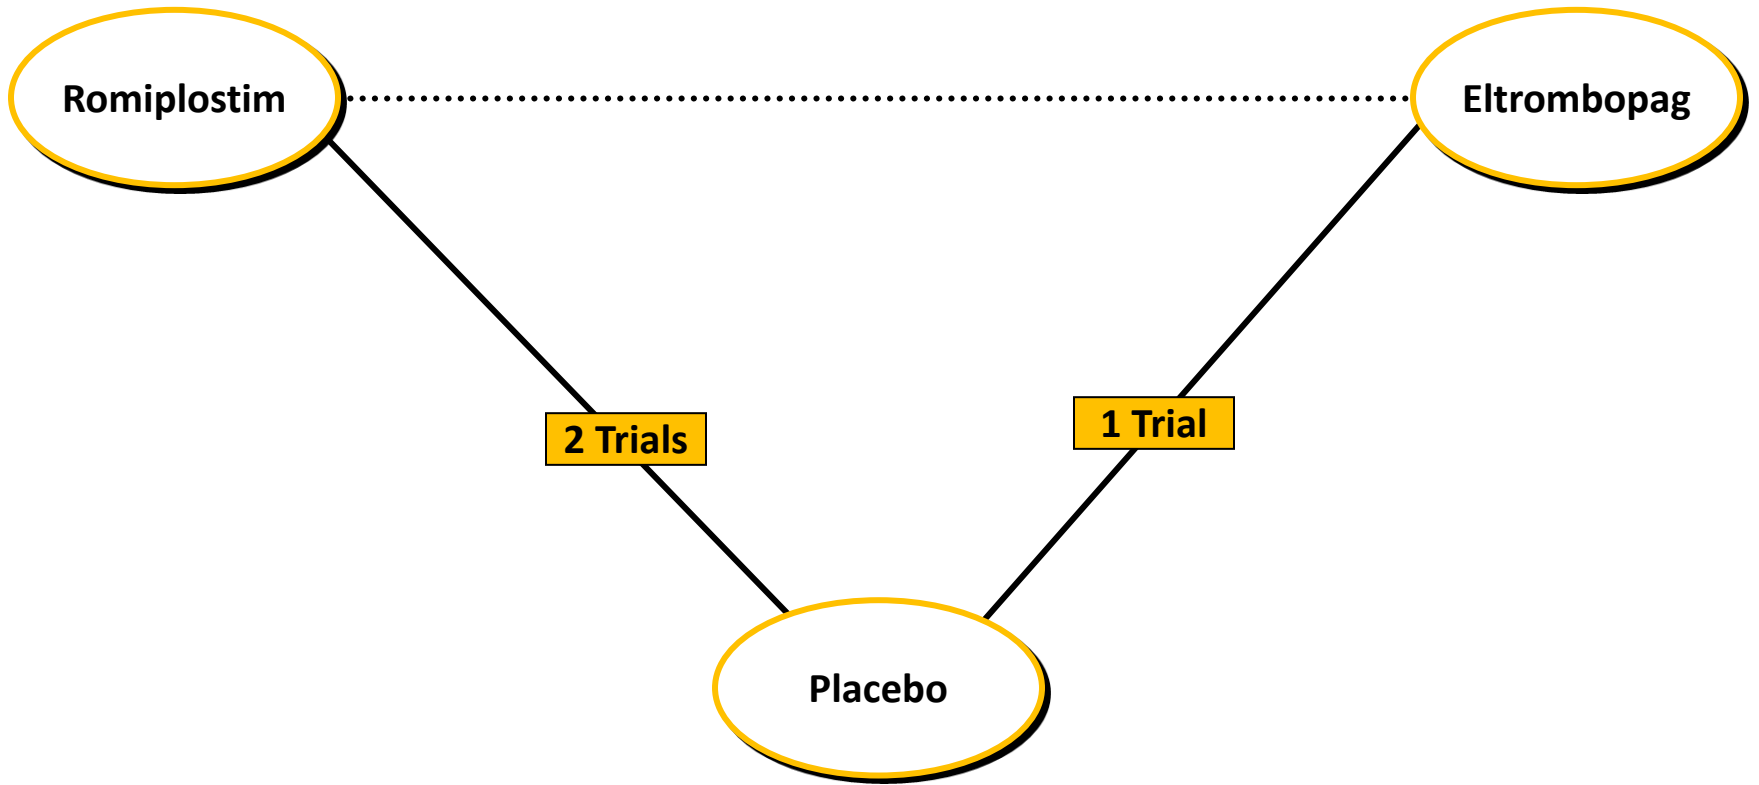 Romiplostim
Eltrombopag
2 Trials
1 Trial
Placebo